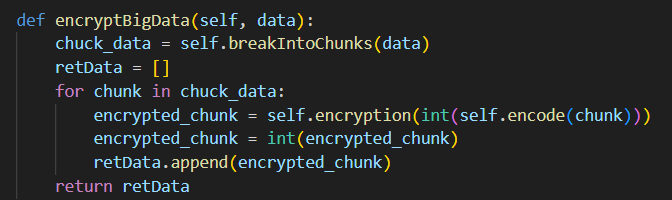 def encryptBigData(self, data):
    chuck_data = self.breakIntoChunks(data)
    retData = []
    for chunk in chuck_data:
        encrypted_chunk = self.encryption(int(self.encode(chunk)))
        encrypted_chunk = int(encrypted_chunk)
        retData.append(encrypted_chunk)
    return retData